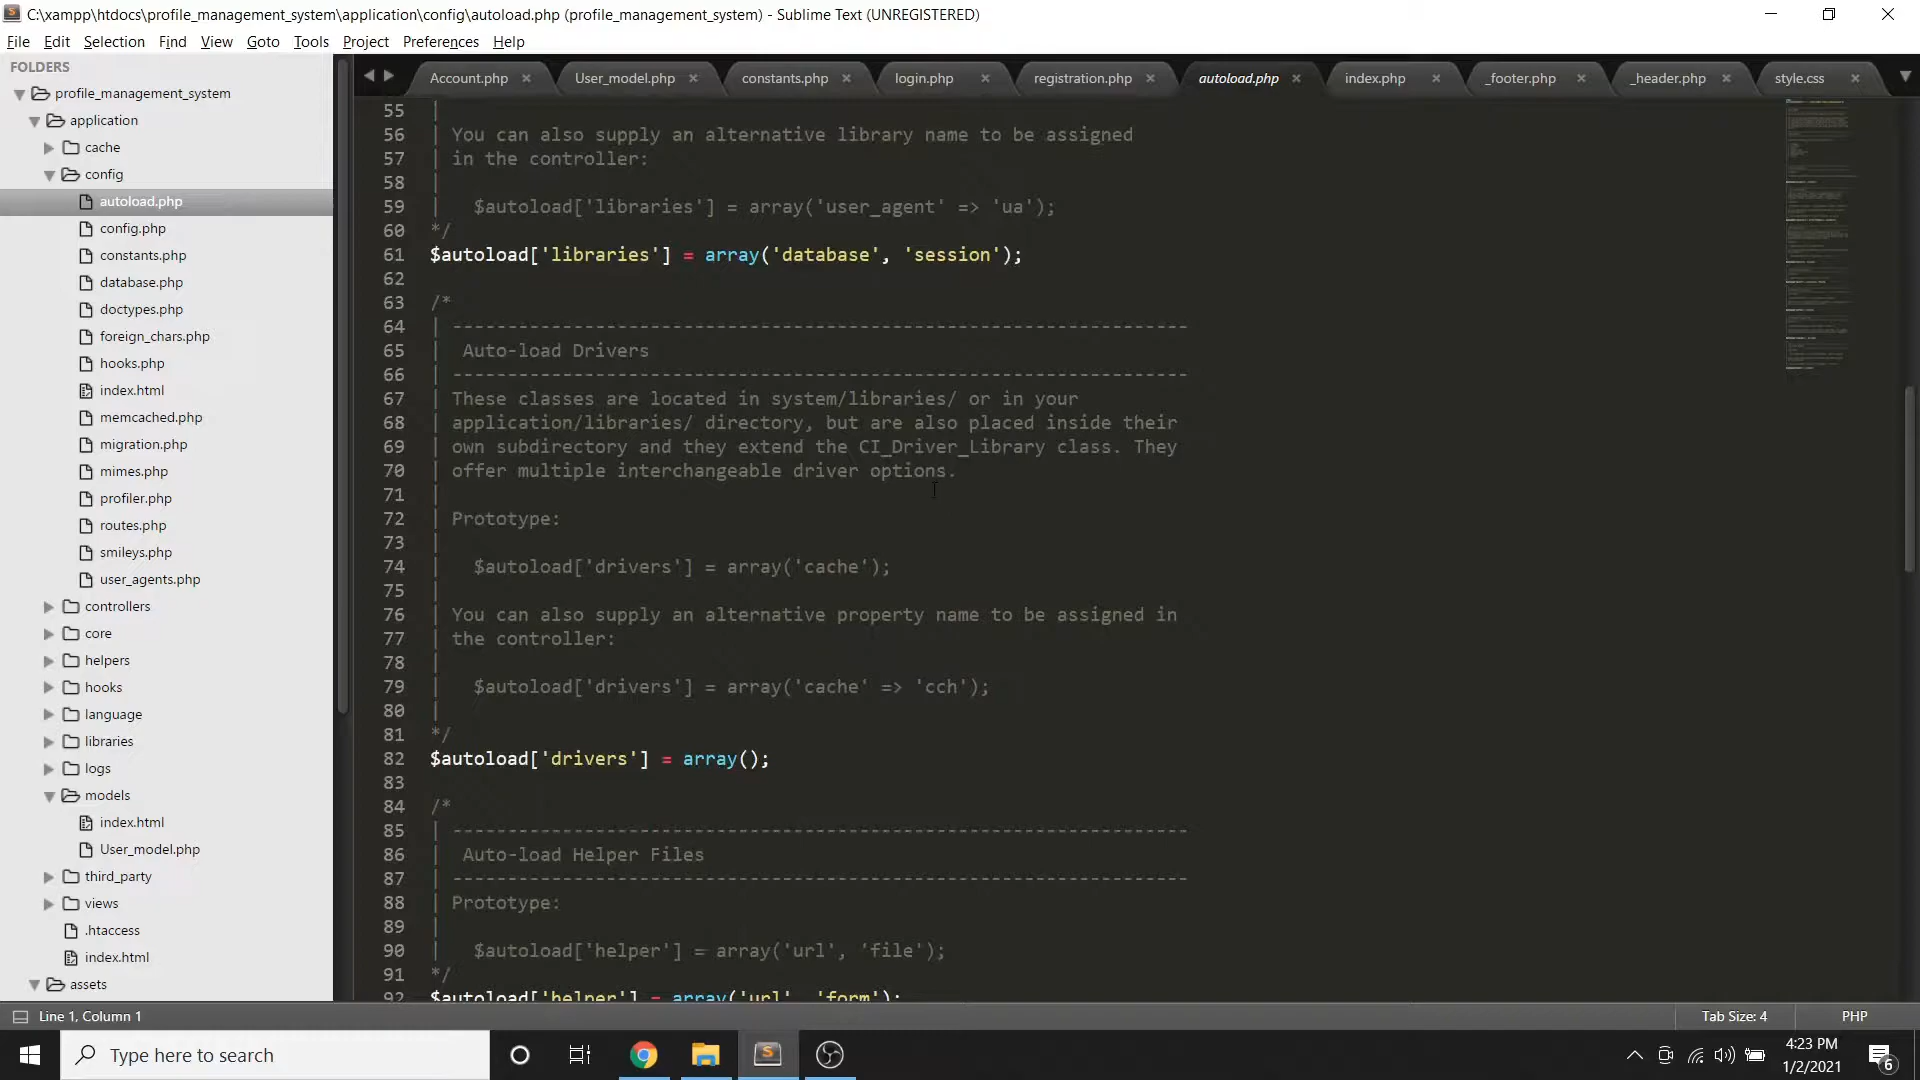 C:\xampp\htdocs\profile_management_system\application\config\autoload.php (profile_management_system) - Sublime Text (UNREGISTERED)
File Edit Selection Find View Goto Tools Project Preferences Help
FOLDERS
profile_management_system
application
cache
config
autoload.php
config.php
constants.php
database.php
doctypes.php
foreign_chars.php
hooks.php
index.html
memcached.php
migration.php
mimes.php
profiler.php
routes.php
smileys.php
user_agents.php
controllers
core
helpers
hooks
language
libraries
logs
models
index.html
User_model.php
third_party
views
.htaccess
index.html
assets
Account.php × User_model.php × constants.php × login.php × registration.php × autoload.php × index.php × _footer.php × _header.php × style.css ×
55 |
56 | You can also supply an alternative library name to be assigned
57 | in the controller:
58 |
59 |   $autoload['libraries'] = array('user_agent' => 'ua');
60 */
61 $autoload['libraries'] = array('database', 'session');
62
63 /*
64 | -------------------------------------------------------------------
65 |  Auto-load Drivers
66 | -------------------------------------------------------------------
67 | These classes are located in system/libraries/ or in your
68 | application/libraries/ directory, but are also placed inside their
69 | own subdirectory and they extend the CI_Driver_Library class. They
70 | offer multiple interchangeable driver options.
71 |
72 | Prototype:
73 |
74 |   $autoload['drivers'] = array('cache');
75 |
76 | You can also supply an alternative property name to be assigned in
77 | the controller:
78 |
79 |   $autoload['drivers'] = array('cache' => 'cch');
80 |
81 */
82 $autoload['drivers'] = array();
83
84 /*
85 | -------------------------------------------------------------------
86 |  Auto-load Helper Files
87 | -------------------------------------------------------------------
88 | Prototype:
89 |
90 |   $autoload['helper'] = array('url', 'file');
91 */
92 $autoload['helper'] = array('url', 'form');
Line 1, Column 1
Tab Size: 4
PHP
Type here to search
4:23 PM
1/2/2021
6